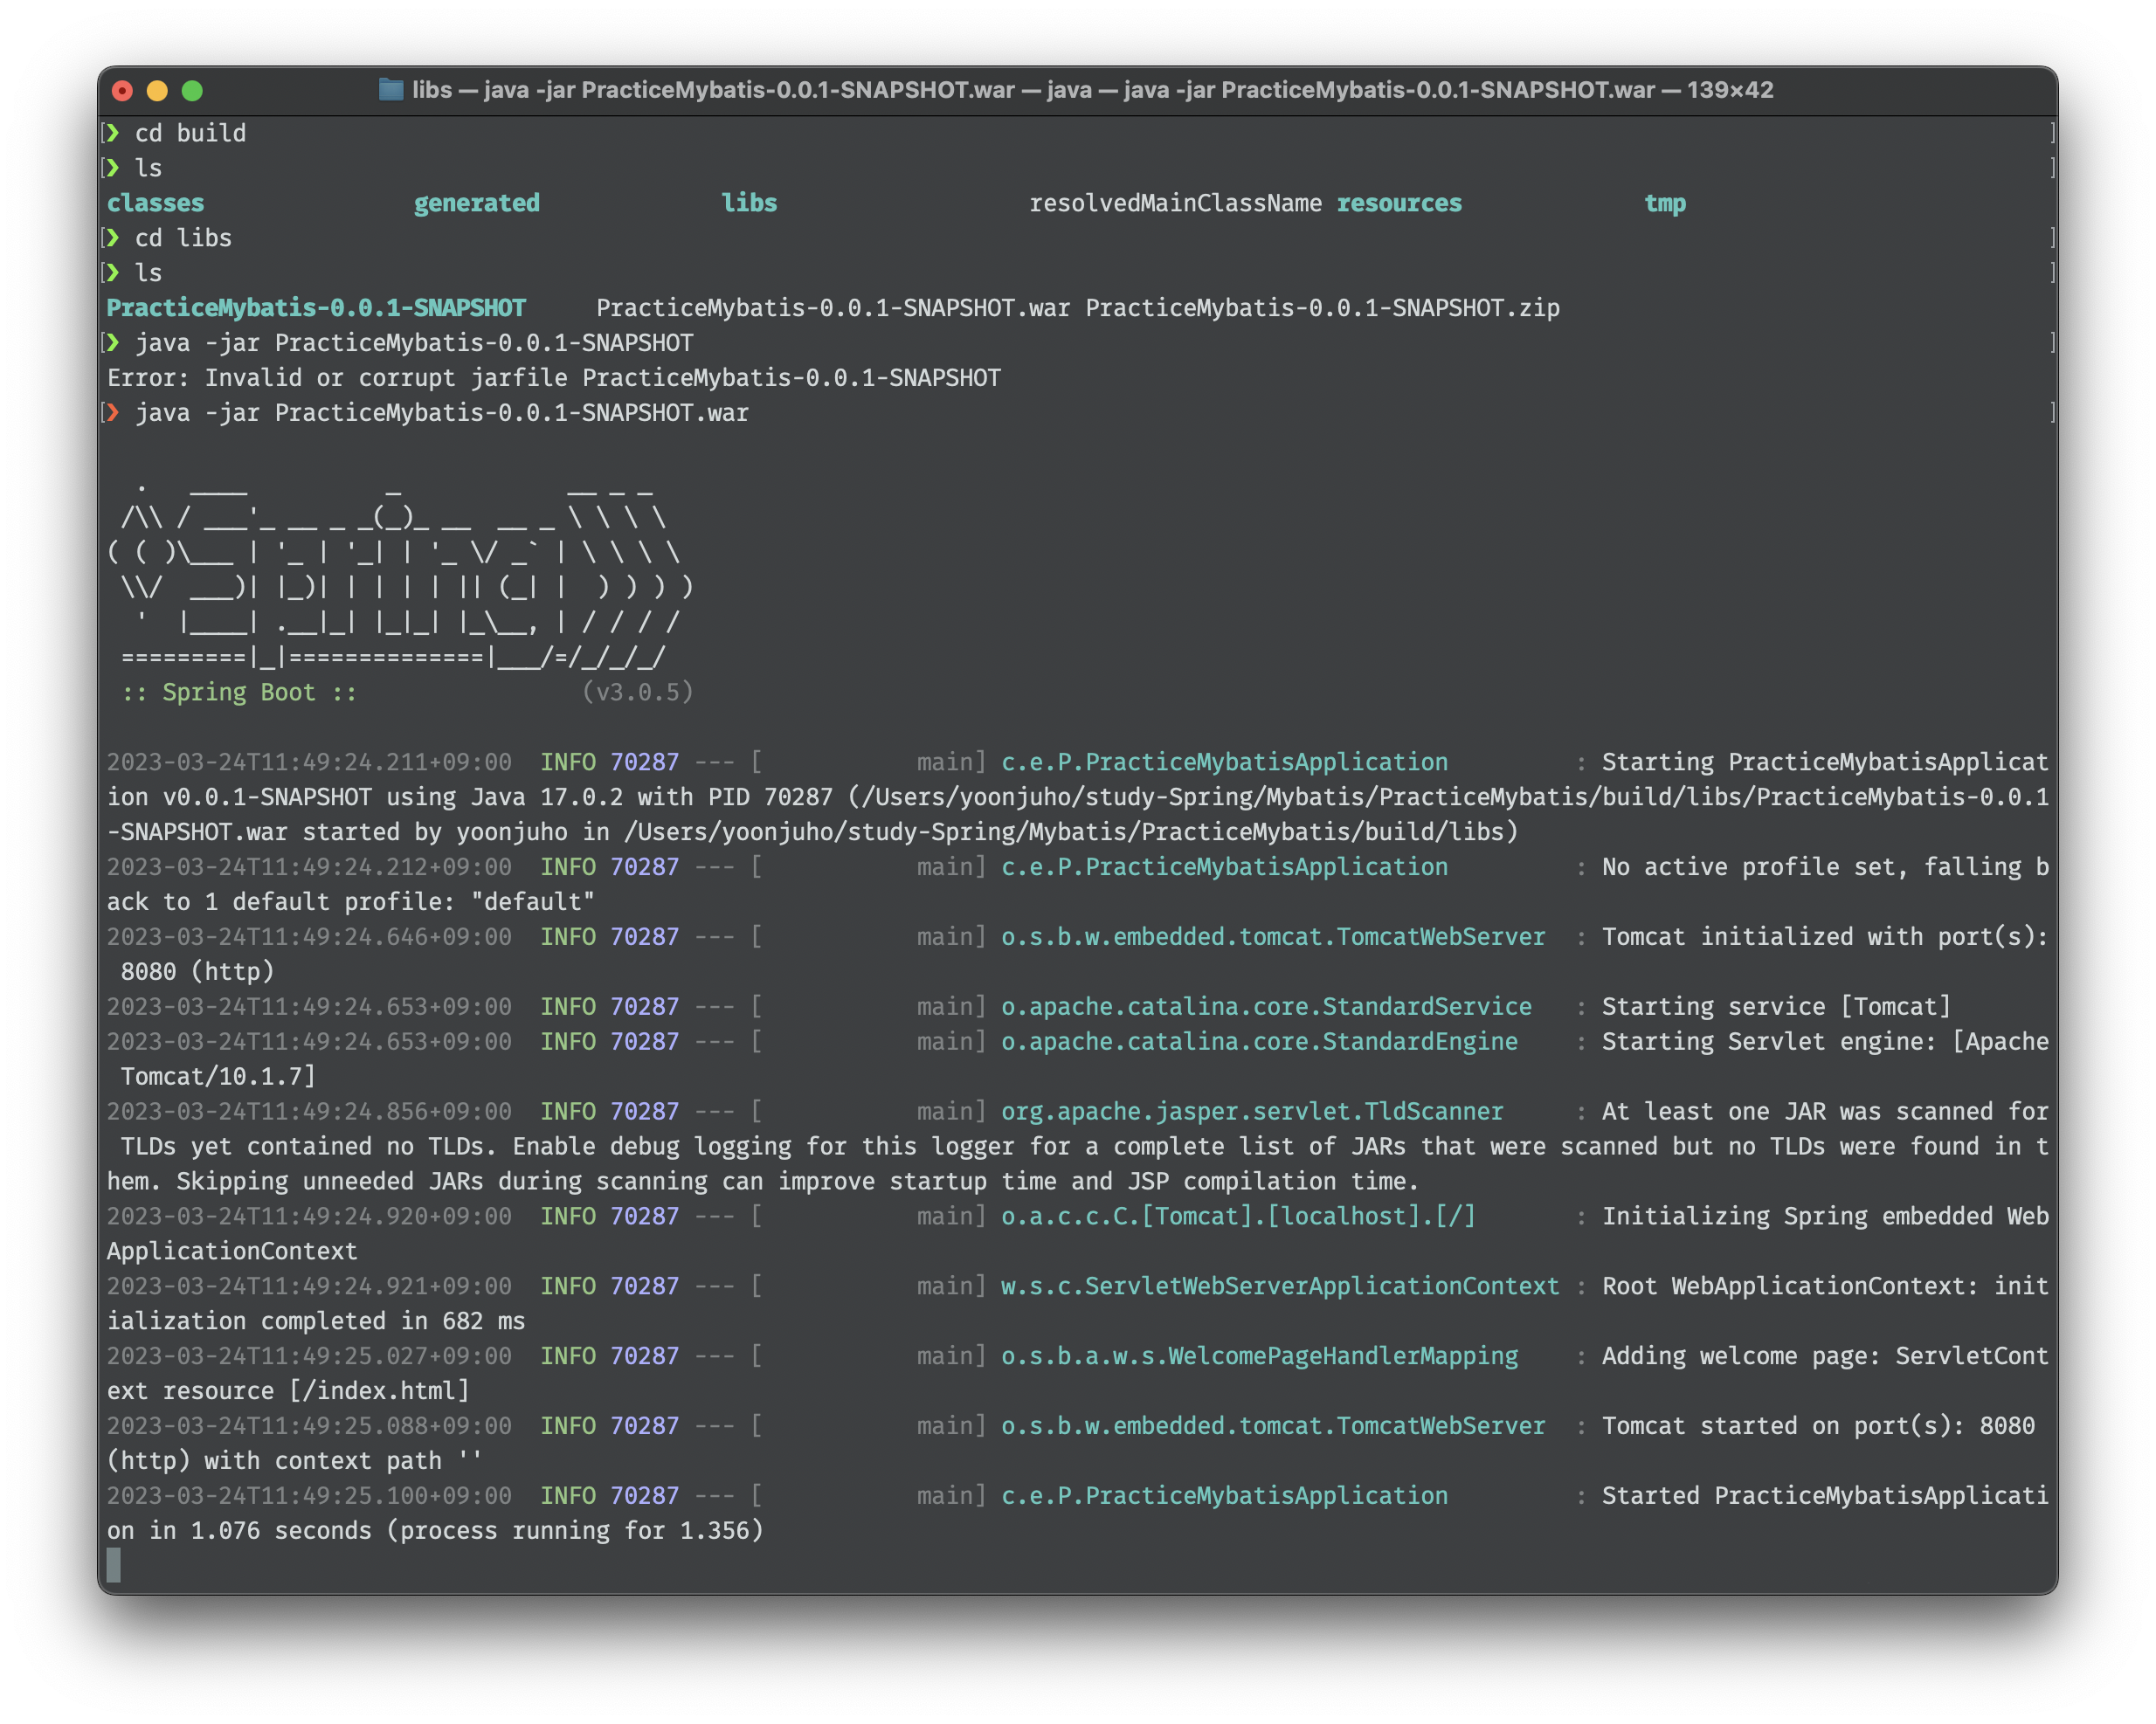 libs — java -jar PracticeMybatis-0.0.1-SNAPSHOT.war — java — java -jar PracticeMybatis-0.0.1-SNAPSHOT.war — 139×42
[❯ cd build ]
[❯ ls ]
classes generated libs resolvedMainClassName resources tmp
[❯ cd libs ]
[❯ ls ]
PracticeMybatis-0.0.1-SNAPSHOT PracticeMybatis-0.0.1-SNAPSHOT.war PracticeMybatis-0.0.1-SNAPSHOT.zip
[❯ java -jar PracticeMybatis-0.0.1-SNAPSHOT ]
Error: Invalid or corrupt jarfile PracticeMybatis-0.0.1-SNAPSHOT
[❯ java -jar PracticeMybatis-0.0.1-SNAPSHOT.war ]
  .   ____          _            __ _ _
 /\\ / ___'_ __ _ _(_)_ __  __ _ \ \ \ \
( ( )\___ | '_ | '_| | '_ \/ _` | \ \ \ \
 \\/  ___)| |_)| | | | | || (_| |  ) ) ) )
  '  |____| .__|_| |_|_| |_\__, | / / / /
 =========|_|==============|___/=/_/_/_/
 :: Spring Boot ::                (v3.0.5)
2023-03-24T11:49:24.211+09:00  INFO 70287 --- [           main] c.e.P.PracticeMybatisApplication         : Starting PracticeMybatisApplicat
ion v0.0.1-SNAPSHOT using Java 17.0.2 with PID 70287 (/Users/yoonjuho/study-Spring/Mybatis/PracticeMybatis/build/libs/PracticeMybatis-0.0.1
-SNAPSHOT.war started by yoonjuho in /Users/yoonjuho/study-Spring/Mybatis/PracticeMybatis/build/libs)
2023-03-24T11:49:24.212+09:00  INFO 70287 --- [           main] c.e.P.PracticeMybatisApplication         : No active profile set, falling b
ack to 1 default profile: "default"
2023-03-24T11:49:24.646+09:00  INFO 70287 --- [           main] o.s.b.w.embedded.tomcat.TomcatWebServer  : Tomcat initialized with port(s):
 8080 (http)
2023-03-24T11:49:24.653+09:00  INFO 70287 --- [           main] o.apache.catalina.core.StandardService   : Starting service [Tomcat]
2023-03-24T11:49:24.653+09:00  INFO 70287 --- [           main] o.apache.catalina.core.StandardEngine    : Starting Servlet engine: [Apache
 Tomcat/10.1.7]
2023-03-24T11:49:24.856+09:00  INFO 70287 --- [           main] org.apache.jasper.servlet.TldScanner     : At least one JAR was scanned for
 TLDs yet contained no TLDs. Enable debug logging for this logger for a complete list of JARs that were scanned but no TLDs were found in t
hem. Skipping unneeded JARs during scanning can improve startup time and JSP compilation time.
2023-03-24T11:49:24.920+09:00  INFO 70287 --- [           main] o.a.c.c.C.[Tomcat].[localhost].[/]       : Initializing Spring embedded Web
ApplicationContext
2023-03-24T11:49:24.921+09:00  INFO 70287 --- [           main] w.s.c.ServletWebServerApplicationContext : Root WebApplicationContext: init
ialization completed in 682 ms
2023-03-24T11:49:25.027+09:00  INFO 70287 --- [           main] o.s.b.a.w.s.WelcomePageHandlerMapping    : Adding welcome page: ServletCont
ext resource [/index.html]
2023-03-24T11:49:25.088+09:00  INFO 70287 --- [           main] o.s.b.w.embedded.tomcat.TomcatWebServer  : Tomcat started on port(s): 8080
(http) with context path ''
2023-03-24T11:49:25.100+09:00  INFO 70287 --- [           main] c.e.P.PracticeMybatisApplication         : Started PracticeMybatisApplicati
on in 1.076 seconds (process running for 1.356)